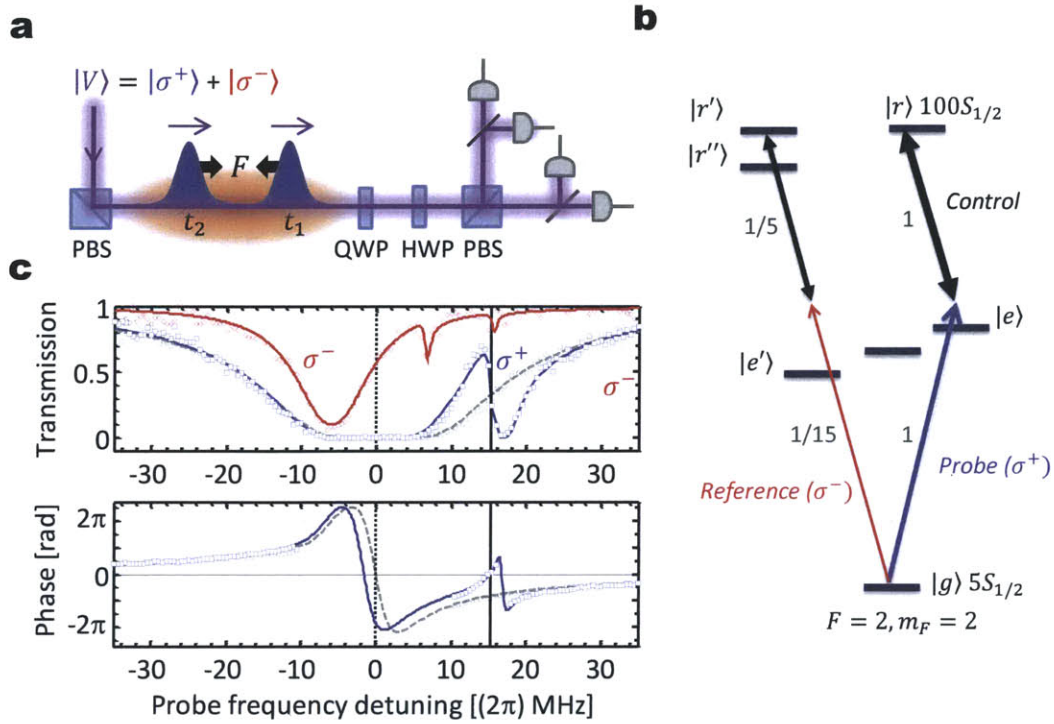 a
|V⟩ = |σ⁺⟩ + |σ⁻⟩
F
t₂
t₁
PBS
QWP
HWP
PBS
b
|r′⟩
|r⟩ 100S₁/₂
|r′′⟩
Control
1/5
1
|e⟩
|e′⟩
1/15
1
Reference (σ⁻)
Probe (σ⁺)
|g⟩ 5S₁/₂
F = 2, m_F = 2
c
Transmission
1
0.5
0
σ⁻
σ⁺
σ⁻
-30
-20
-10
0
10
20
30
Phase [rad]
2π
0
-2π
-30
-20
-10
0
10
20
30
Probe frequency detuning [(2π) MHz]